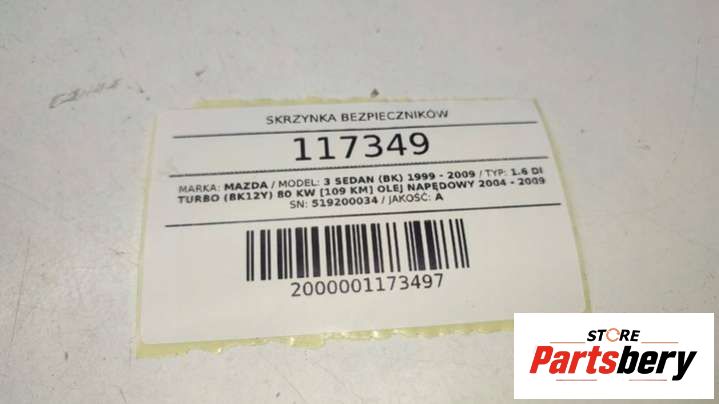 SKRZYNKA BEZPIECZNIKÓW
117349
MARKA: MAZDA / MODEL: 3 SEDAN (BK) 1999 - 2009 / TYP: 1.6 DI
TURBO (BK12Y) 80 KW [109 KM] OLEJ NAPĘDOWY 2004 - 2009
SN: 519200034 / JAKOŚĆ: A
2000001173497
STORE
Partsbery